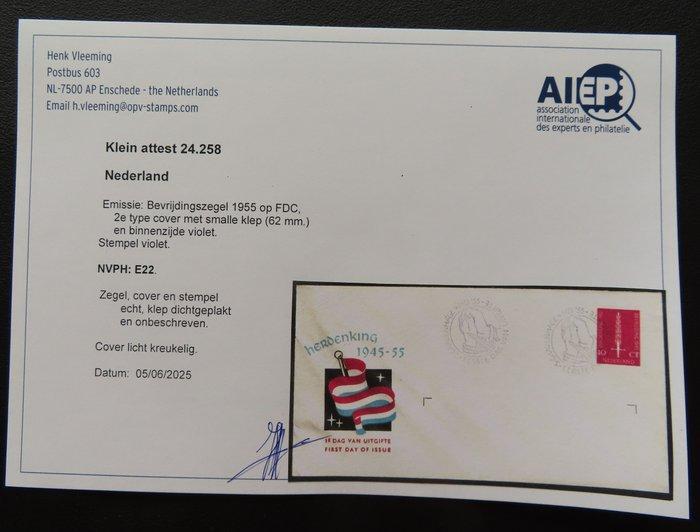 Henk Vleeming
Postbus 603
NL-7500 AP Enschede - the Netherlands
Email h.vleeming@opv-stamps.com
AIEP
association
internationale
des experts en philatelie
Klein attest 24.258
Nederland
Emissie: Bevrijdingszegel 1955 op FDC,
2e type cover met smalle klep (62 mm.)
en binnenzijde violet.
Stempel violet.
NVPH: E22.
Zegel, cover en stempel
echt, klep dichtgeplakt
en onbeschreven.
Cover licht kreukelig.
Datum: 05/06/2025
herdenking
1945-55
1E DAG VAN UITGIFTE
FIRST DAY OF ISSUE
10 CT
NEDERLAND